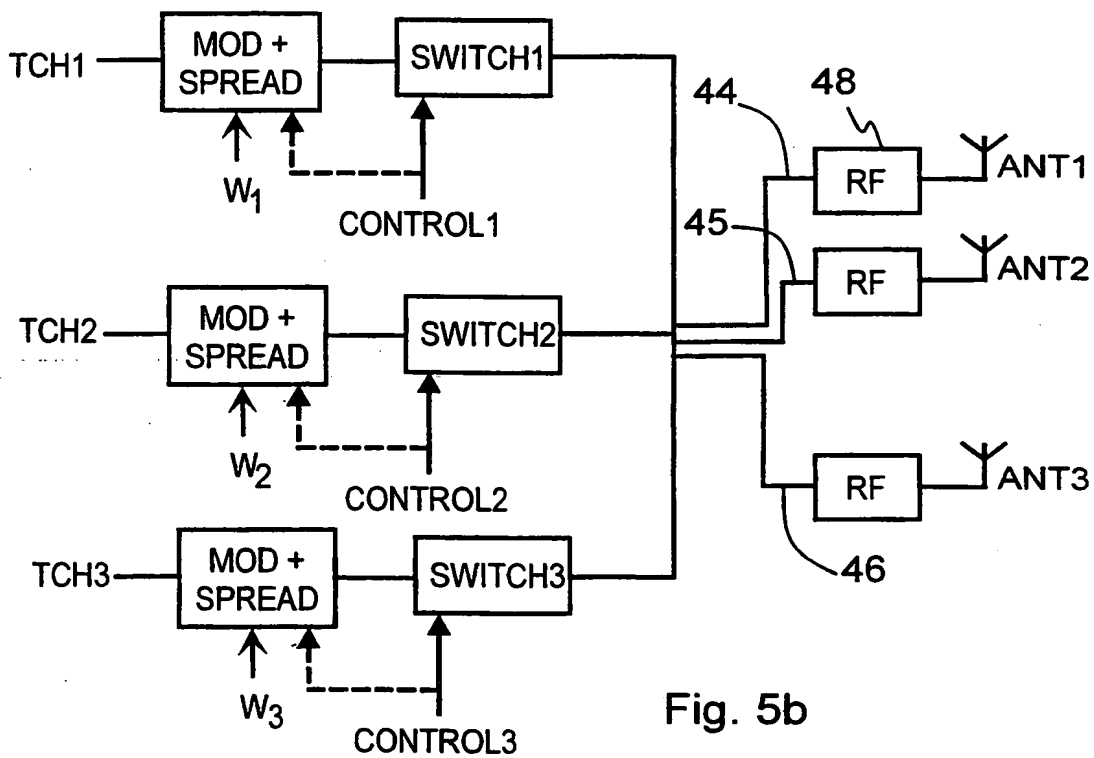 TCH1
MOD +
SPREAD
SWITCH1
W1
CONTROL1
44
48
RF
ANT1
45
RF
ANT2
TCH2
MOD +
SPREAD
SWITCH2
W2
CONTROL2
RF
ANT3
46
TCH3
MOD +
SPREAD
SWITCH3
W3
CONTROL3
Fig. 5b